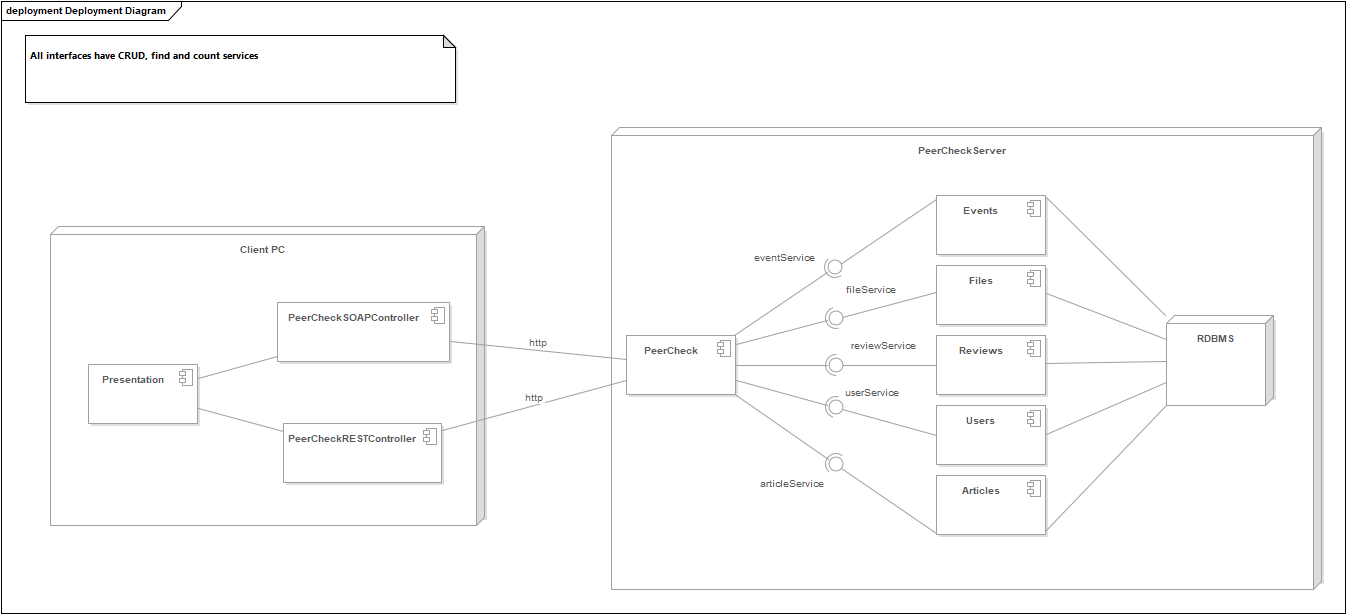 deployment Deployment Diagram
All interfaces have CRUD, find and count services
PeerCheckServer
Events
eventService
Files
fileService
Client PC
PeerCheckSOAPController
http
PeerCheck
reviewService
Reviews
RDBMS
Presentation
http
userService
Users
PeerCheckRESTController
articleService
Articles